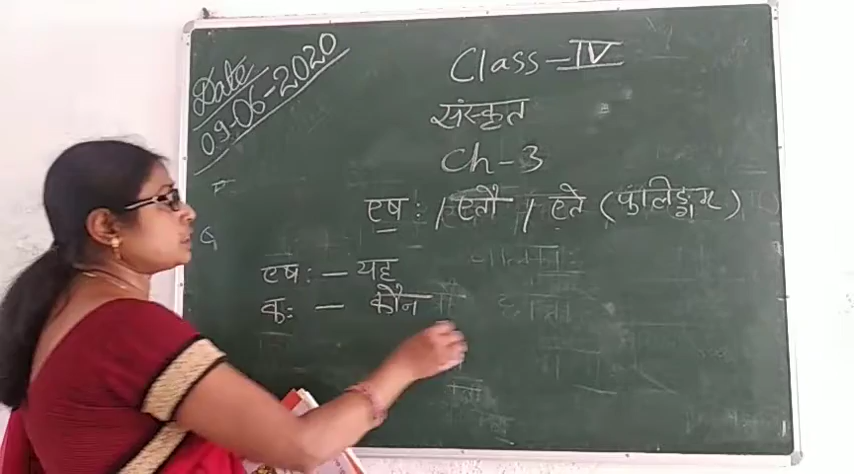 Date
09-06-2020
Class-IV
संस्कृत
Ch-3
एष: / एतौ / एते (पुंलिङ्ग)
एष: - यह
क: - कौन